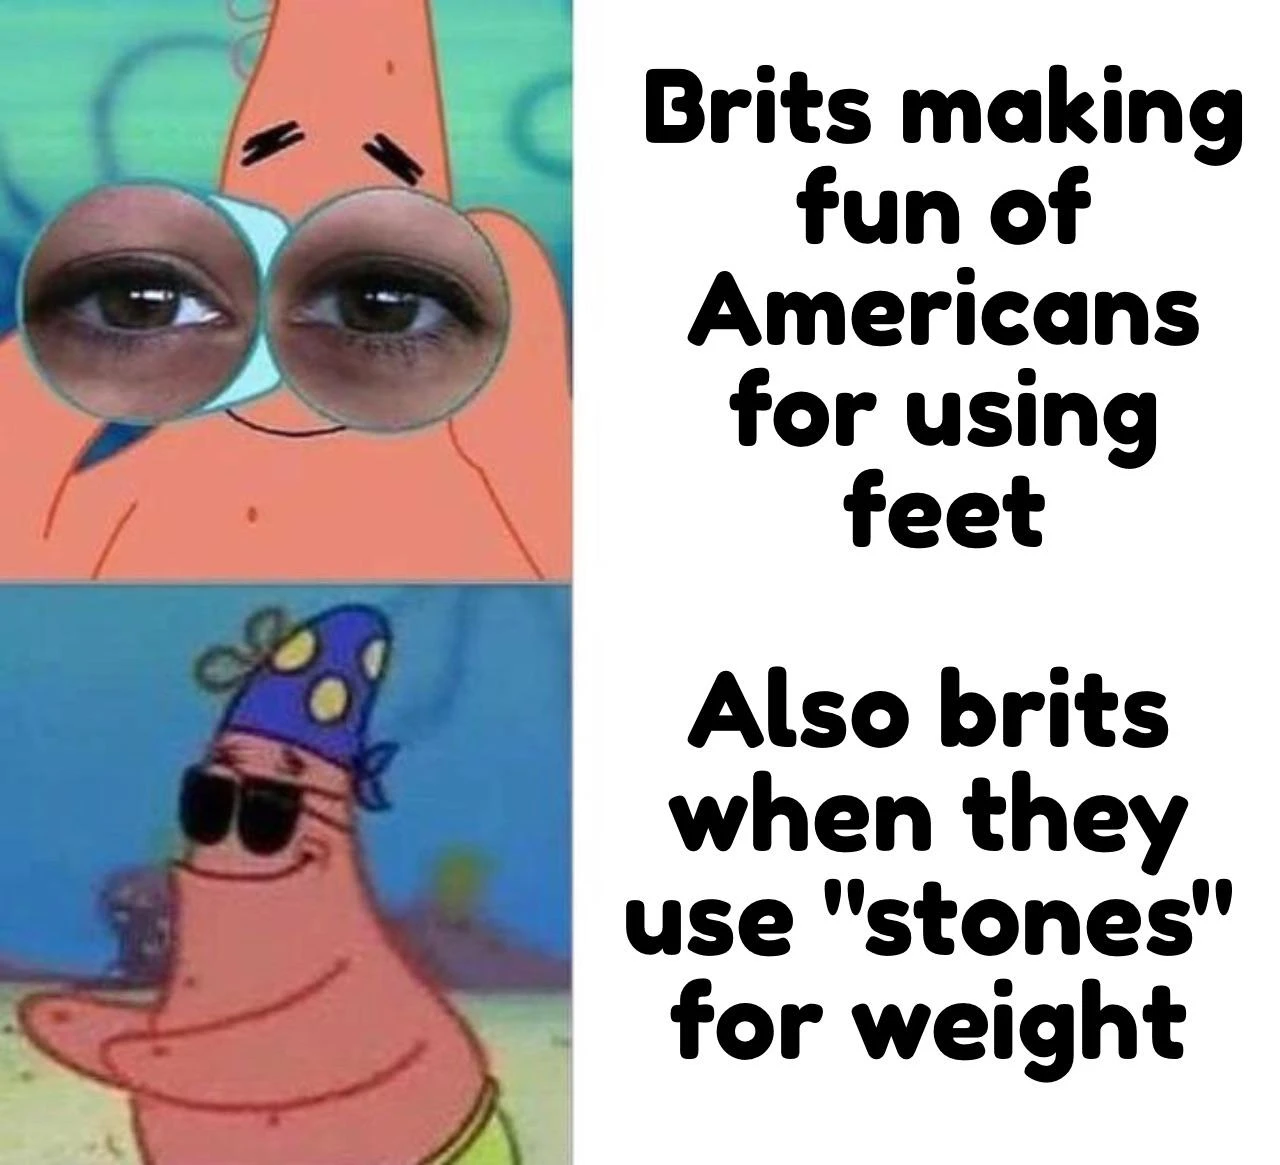 Brits making
fun of
Americans
for using
feet
Also brits
when they
use "stones"
for weight